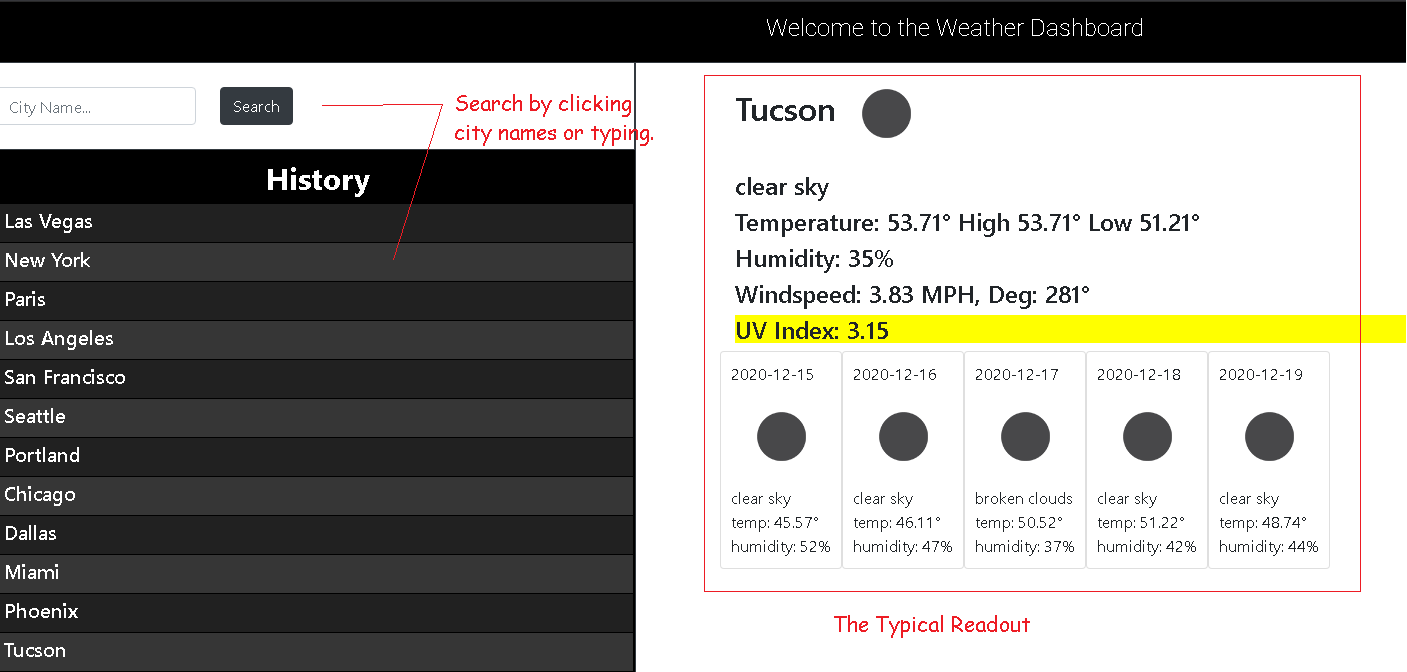 Welcome to the Weather Dashboard
City Name...
Search
Search by clicking
city names or typing.
History
Las Vegas
New York
Paris
Los Angeles
San Francisco
Seattle
Portland
Chicago
Dallas
Miami
Phoenix
Tucson
Tucson
clear sky
Temperature: 53.71° High 53.71° Low 51.21°
Humidity: 35%
Windspeed: 3.83 MPH, Deg: 281°
UV Index: 3.15
2020-12-15
clear sky
temp: 45.57°
humidity: 52%
2020-12-16
clear sky
temp: 46.11°
humidity: 47%
2020-12-17
broken clouds
temp: 50.52°
humidity: 37%
2020-12-18
clear sky
temp: 51.22°
humidity: 42%
2020-12-19
clear sky
temp: 48.74°
humidity: 44%
The Typical Readout